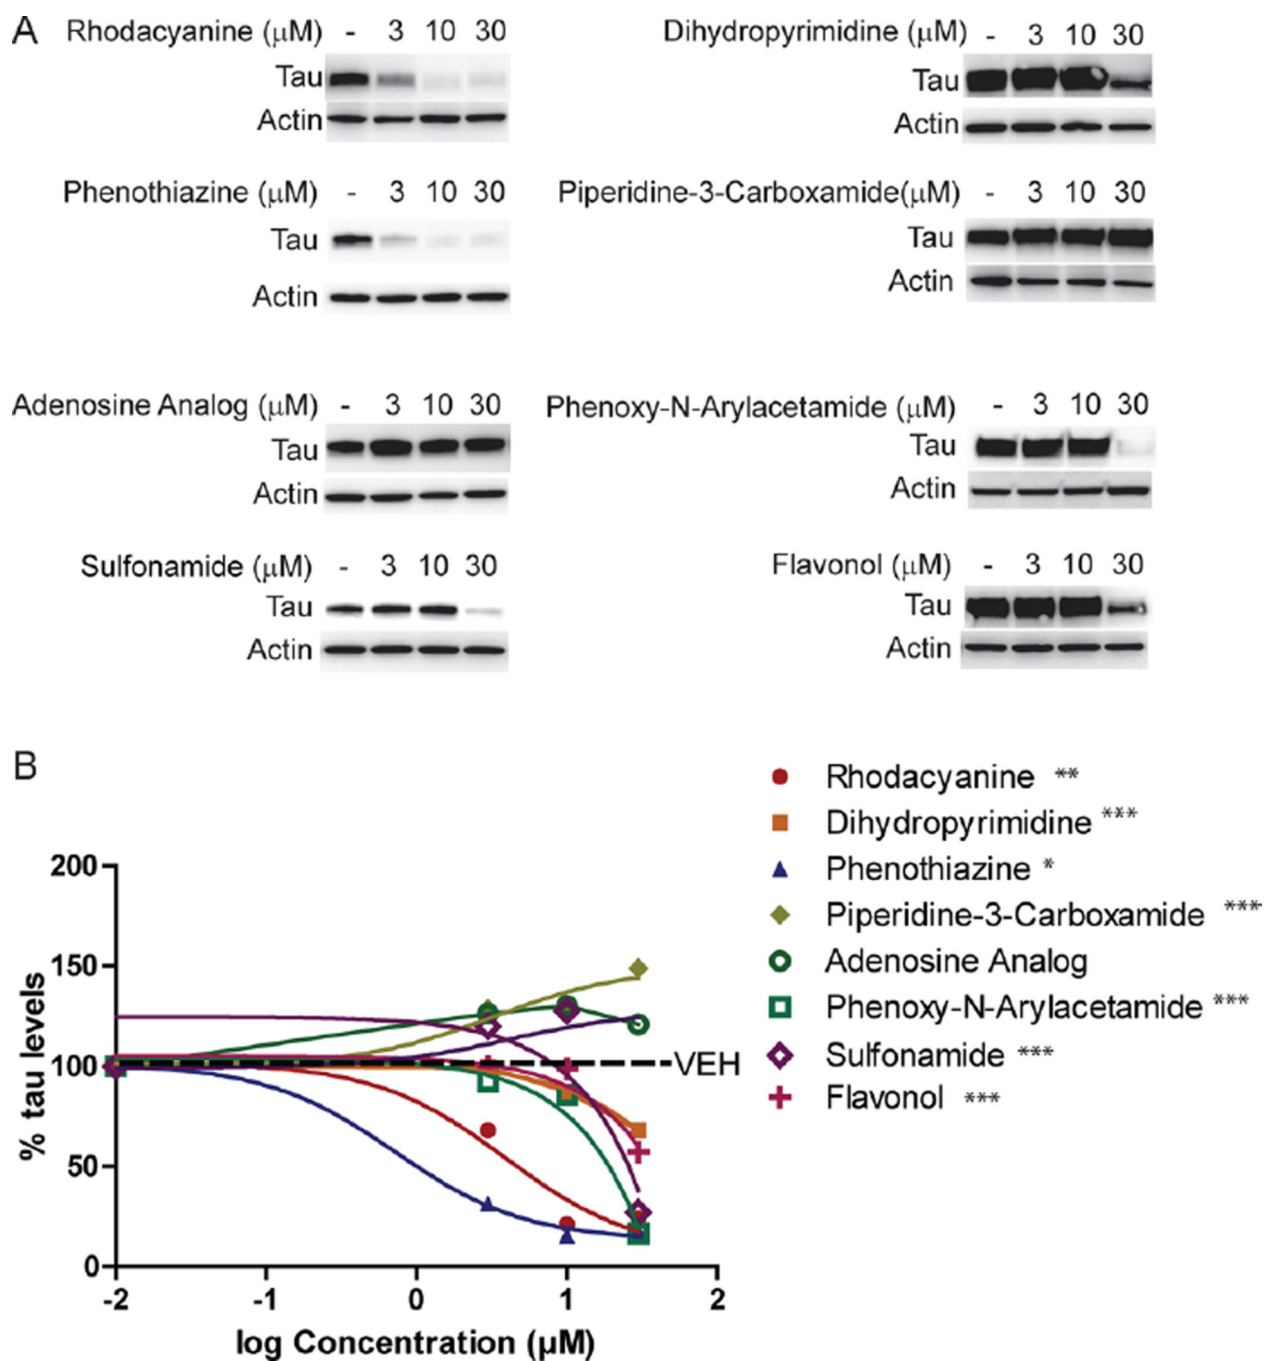 A
Rhodacyanine (μM) - 3 10 30
Tau
Actin
Dihydropyrimidine (μM) - 3 10 30
Tau
Actin
Phenothiazine (μM) - 3 10 30
Tau
Actin
Piperidine-3-Carboxamide(μM) - 3 10 30
Tau
Actin
Adenosine Analog (μM) - 3 10 30
Tau
Actin
Phenoxy-N-Arylacetamide (μM) - 3 10 30
Tau
Actin
Sulfonamide (μM) - 3 10 30
Tau
Actin
Flavonol (μM) - 3 10 30
Tau
Actin
B
Rhodacyanine **
Dihydropyrimidine ***
Phenothiazine *
Piperidine-3-Carboxamide ***
Adenosine Analog
Phenoxy-N-Arylacetamide ***
Sulfonamide ***
Flavonol ***
% tau levels
200
150
100
50
0
VEH
-2 -1 0 1 2
log Concentration (μM)